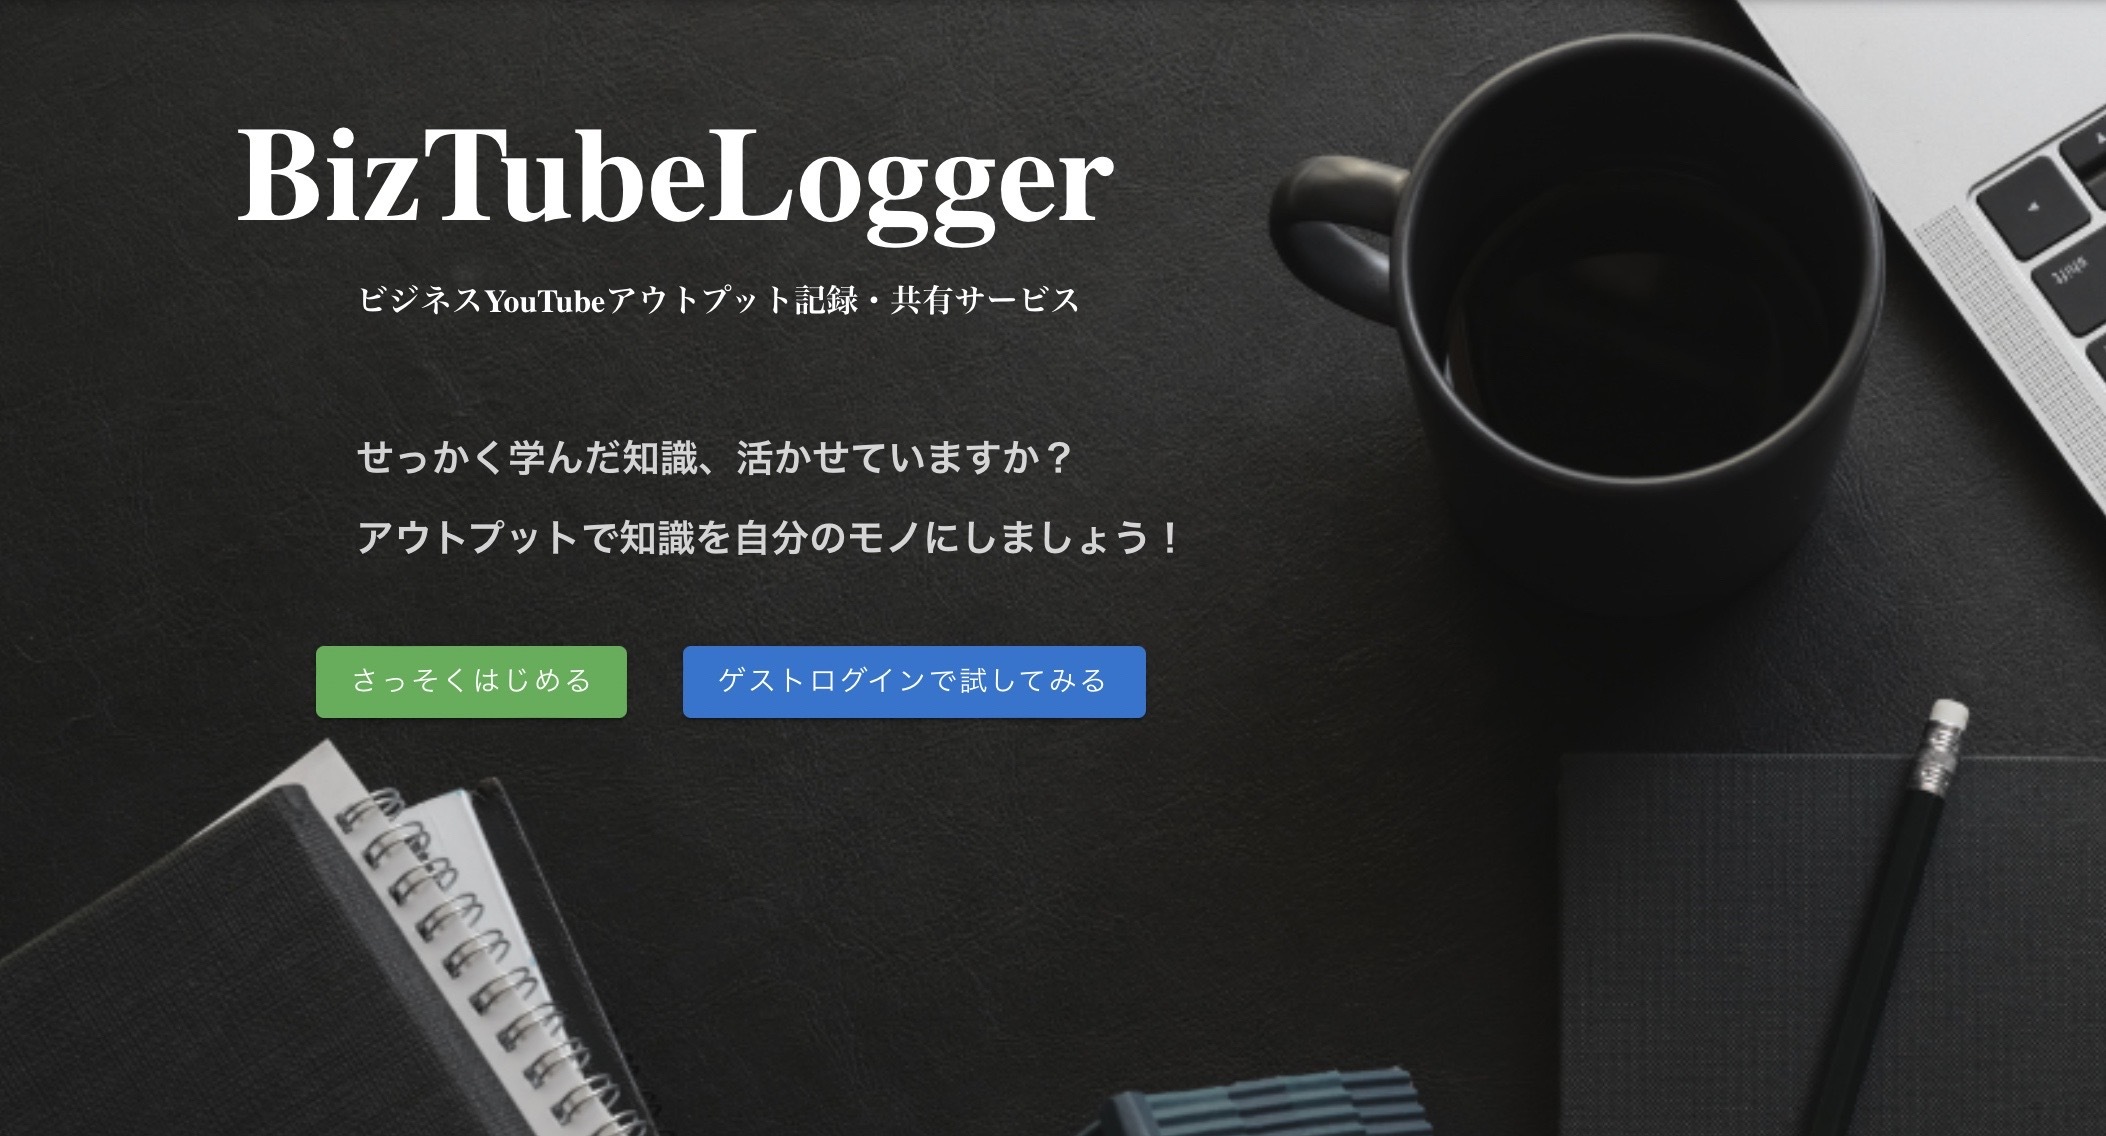 BizTubeLogger
ビジネスYouTubeアウトプット記録・共有サービス
せっかく学んだ知識、活かせていますか？
アウトプットで知識を自分のモノにしましょう！
さっそくはじめる
ゲストログインで試してみる
shift